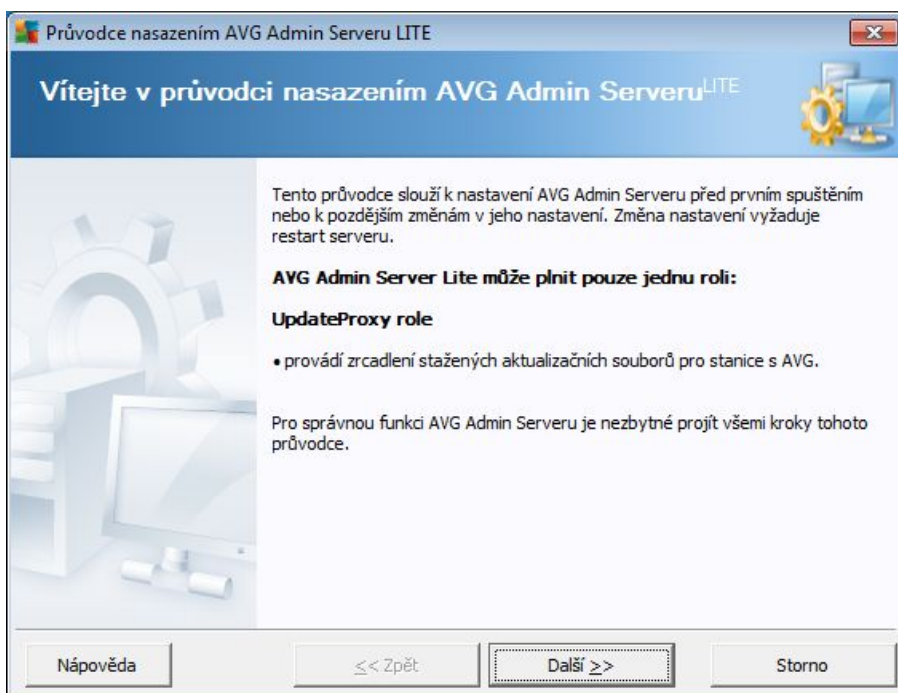 Průvodce nasazením AVG Admin Serveru LITE
Vítejte v průvodci nasazením AVG Admin Serveru LITE
Tento průvodce slouží k nastavení AVG Admin Serveru před prvním spuštěním
nebo k pozdějším změnám v jeho nastavení. Změna nastavení vyžaduje
restart serveru.
AVG Admin Server Lite může plnit pouze jednu roli:
UpdateProxy role
• provádí zrcadlení stažených aktualizačních souborů pro stanice s AVG.
Pro správnou funkci AVG Admin Serveru je nezbytné projít všemi kroky tohoto
průvodce.
Nápověda
<< Zpět
Další >>
Storno